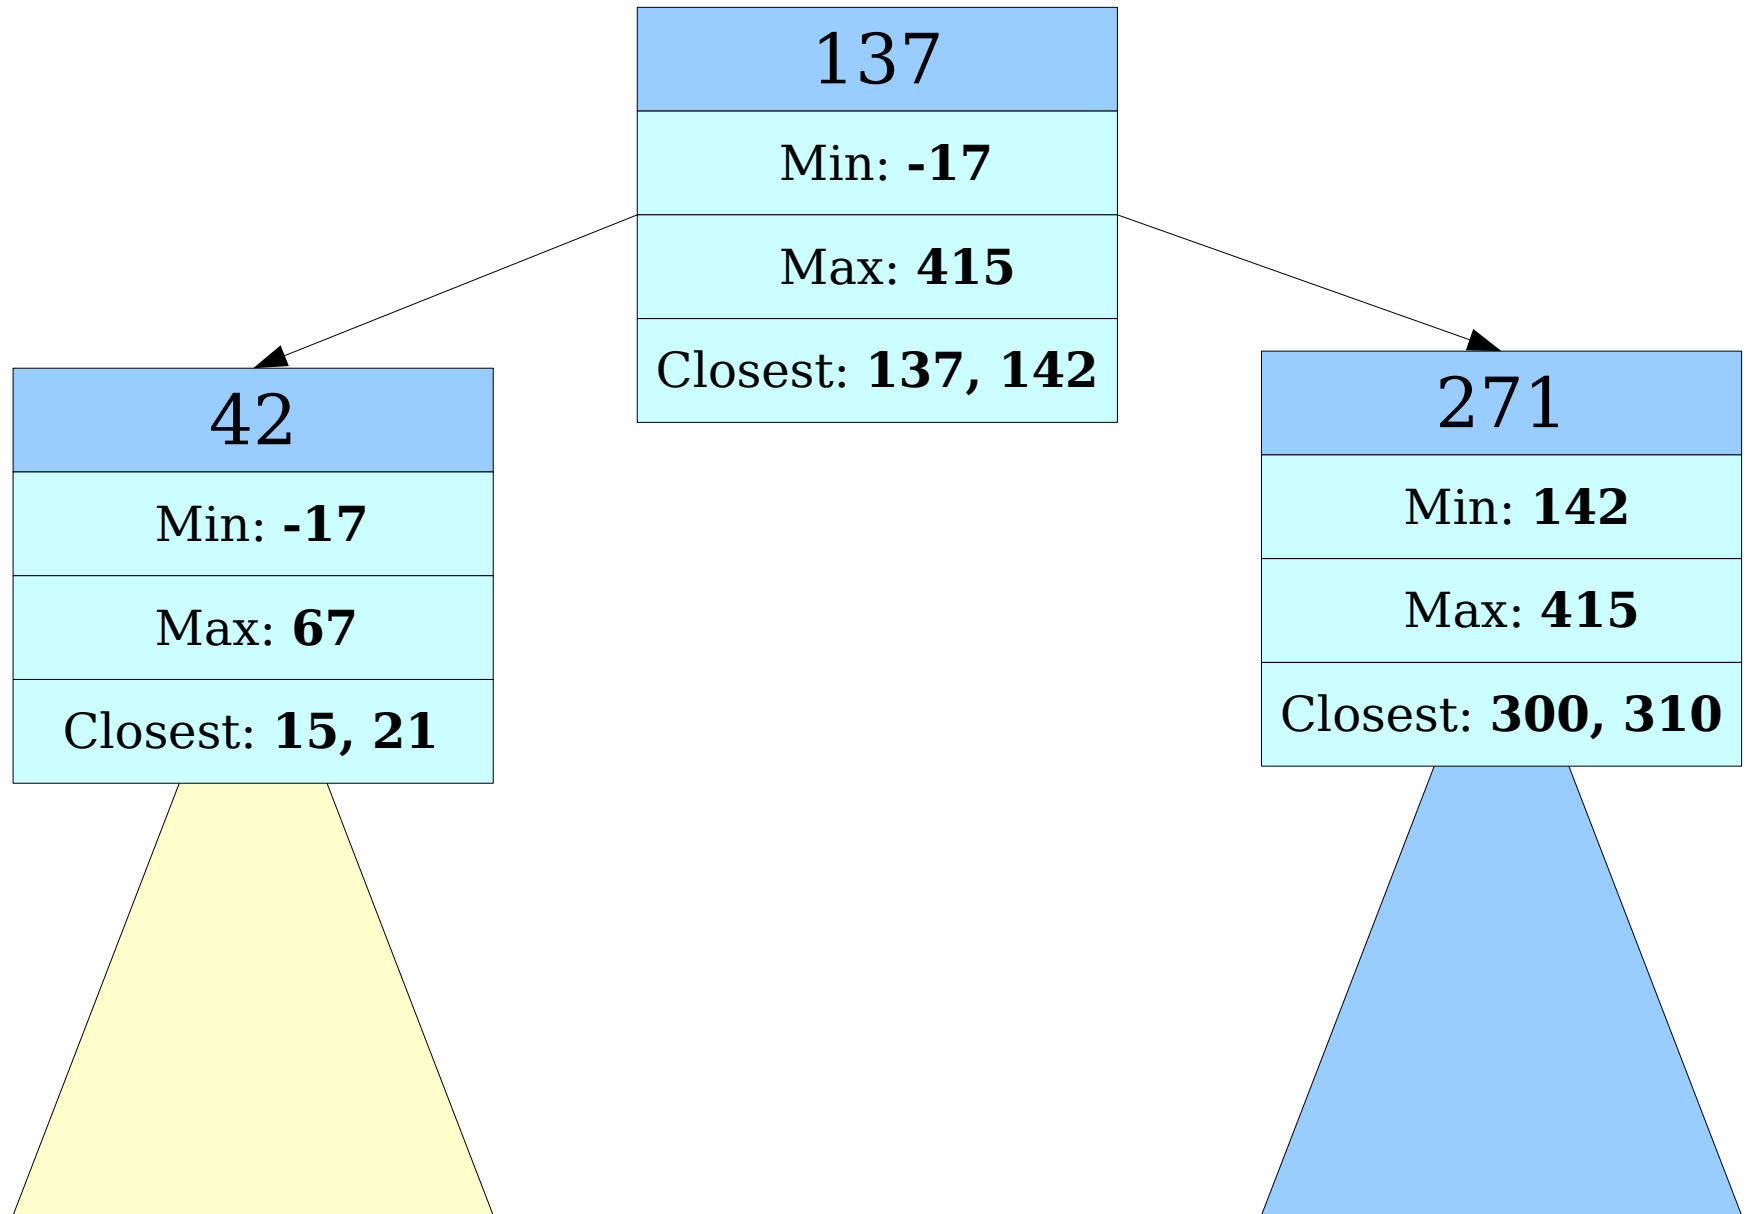 137
Min: -17
Max: 415
Closest: 137, 142
42
Min: -17
Max: 67
Closest: 15, 21
271
Min: 142
Max: 415
Closest: 300, 310